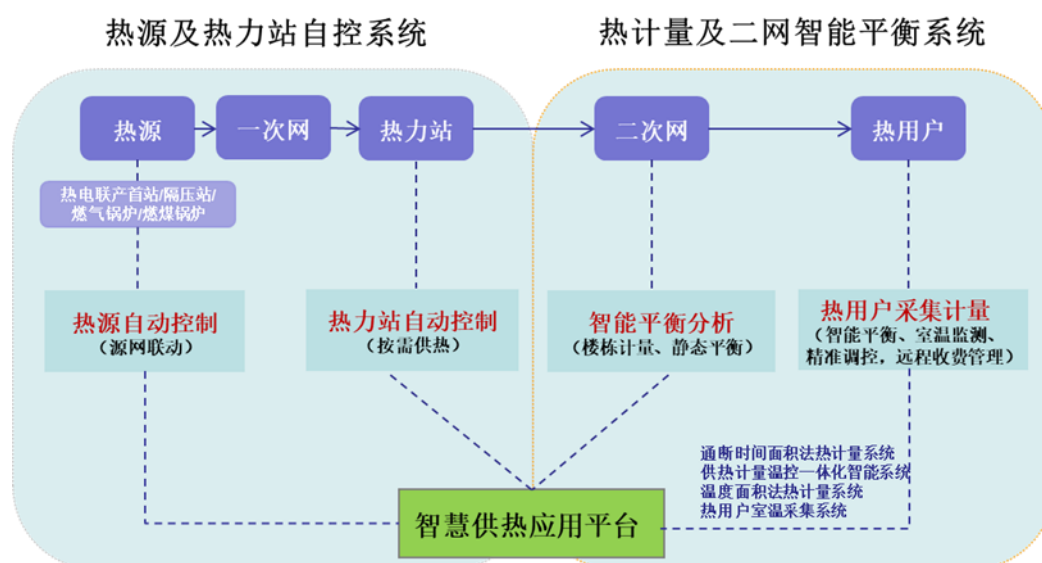 热源及热力站自控系统
热计量及二网智能平衡系统
热源
一次网
热力站
二次网
热用户
热电联产首站/隔压站/
燃气锅炉/燃煤锅炉
热源自动控制
（源网联动）
热力站自动控制
（按需供热）
智能平衡分析
（楼栋计量、静态平衡）
热用户采集计量
（智能平衡、室温监测、
精准调控，远程收费管理）
通断时间面积法热计量系统
供热计量温控一体化智能系统
温度面积法热计量系统
热用户室温采集系统
智慧供热应用平台